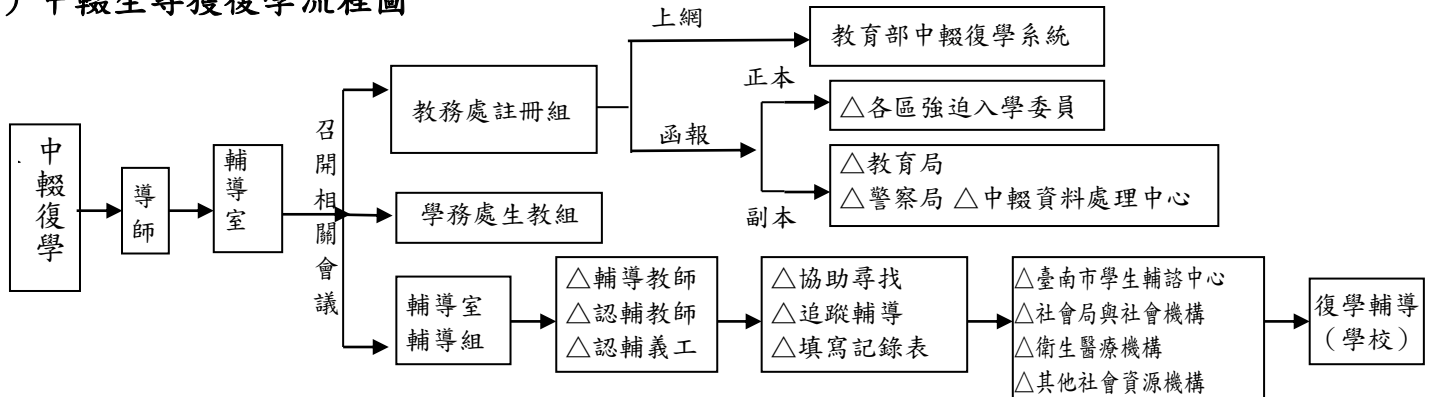 ）中輟生尋獲復學流程圖
中輟復學
導師
輔導室
召開相關會議
教務處註冊組
上網
教育部中輟復學系統
函報
正本
△各區強迫入學委員
副本
△教育局
△警察局 △中輟資料處理中心
學務處生教組
輔導室
輔導組
△輔導教師
△認輔教師
△認輔義工
△協助尋找
△追蹤輔導
△填寫記錄表
△臺南市學生輔諮中心
△社會局與社會機構
△衛生醫療機構
△其他社會資源機構
復學輔導
（學校）